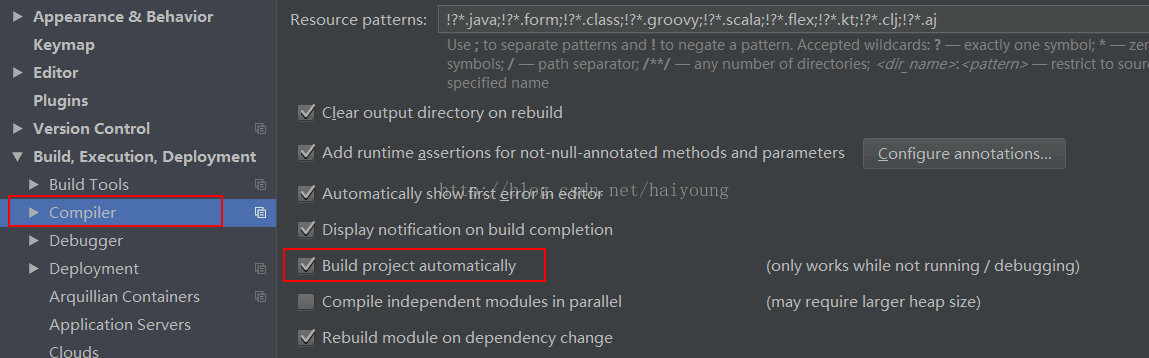 Appearance & Behavior
Keymap
Editor
Plugins
Version Control
Build, Execution, Deployment
Build Tools
Compiler
Debugger
Deployment
Arquillian Containers
Application Servers
Clouds
Resource patterns: !?*.java;!?*.form;!?*.class;!?*.groovy;!?*.scala;!?*.flex;!?*.kt;!?*.clj;!?*.aj
Use ; to separate patterns and ! to negate a pattern. Accepted wildcards: ? — exactly one symbol; * — zer
symbols; / — path separator; /**/ — any number of directories; <dir_name>:<pattern> — restrict to sour
specified name
Clear output directory on rebuild
Add runtime assertions for not-null-annotated methods and parameters Configure annotations...
Automatically show first error in editor
http://blog.csdn.net/haiyoung
Display notification on build completion
Build project automatically (only works while not running / debugging)
Compile independent modules in parallel (may require larger heap size)
Rebuild module on dependency change